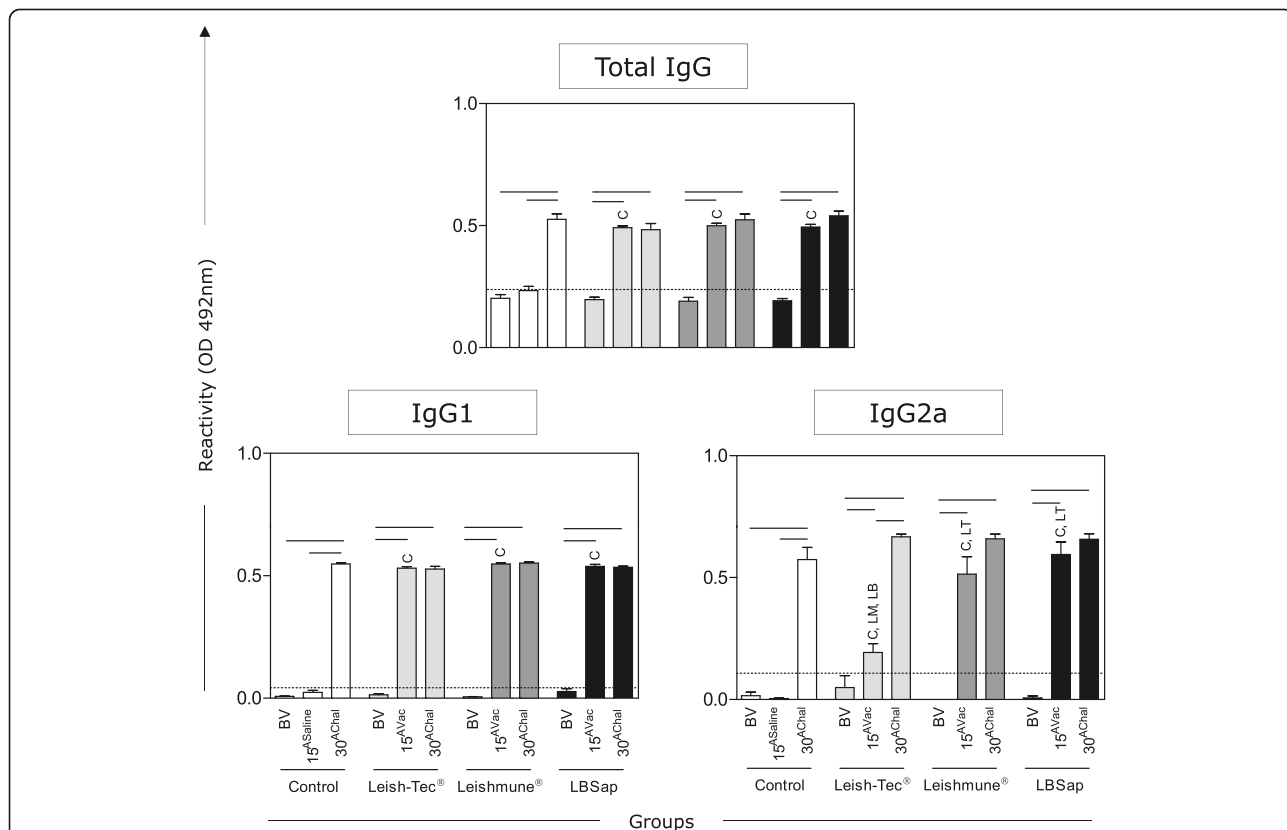 Total IgG
1.0
0.5
0.0
C
C
C
Reactivity (OD 492nm)
IgG1
1.0
0.5
0.0
C
C
C
BV
15ASaline
30AChal
BV
15AVac
30AChal
BV
15AVac
30AChal
BV
15AVac
30AChal
Control
Leish-Tec®
Leishmune®
LBSap
IgG2a
1.0
0.5
0.0
C, LM, LB
C, LT
C, LT
BV
15ASaline
30AChal
BV
15AVac
30AChal
BV
15AVac
30AChal
BV
15AVac
30AChal
Control
Leish-Tec®
Leishmune®
LBSap
Groups